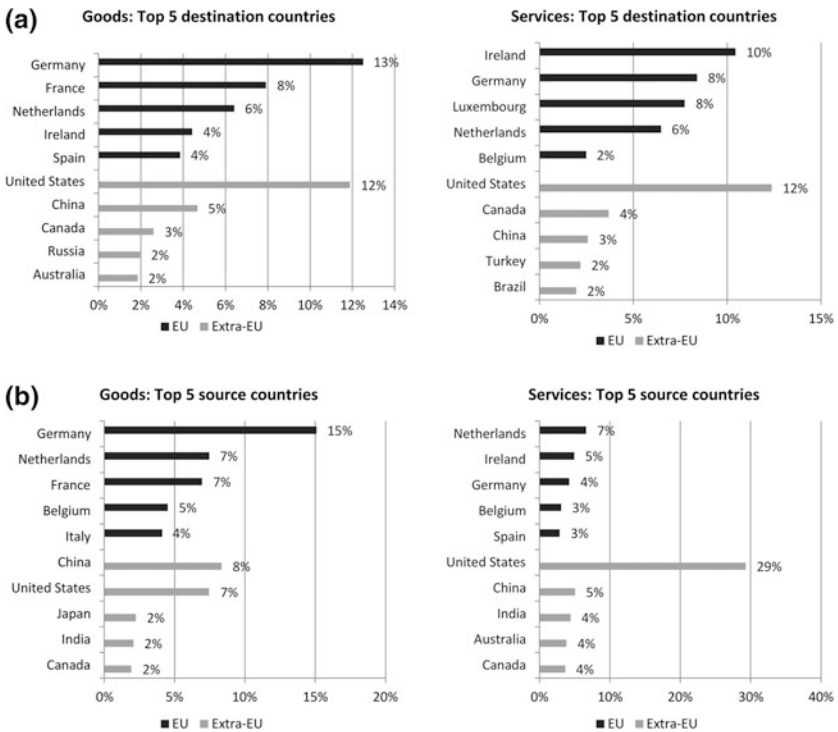 (a)
Goods: Top 5 destination countries
Germany 13%
France 8%
Netherlands 6%
Ireland 4%
Spain 4%
United States 12%
China 5%
Canada 3%
Russia 2%
Australia 2%
0% 2% 4% 6% 8% 10% 12% 14%
EU Extra-EU
Services: Top 5 destination countries
Ireland 10%
Germany 8%
Luxembourg 8%
Netherlands 6%
Belgium 2%
United States 12%
Canada 4%
China 3%
Turkey 2%
Brazil 2%
0% 5% 10% 15%
EU Extra-EU
(b)
Goods: Top 5 source countries
Germany 15%
Netherlands 7%
France 7%
Belgium 5%
Italy 4%
China 8%
United States 7%
Japan 2%
India 2%
Canada 2%
0% 5% 10% 15% 20%
EU Extra-EU
Services: Top 5 source countries
Netherlands 7%
Ireland 5%
Germany 4%
Belgium 3%
Spain 3%
United States 29%
China 5%
India 4%
Australia 4%
Canada 4%
0% 10% 20% 30% 40%
EU Extra-EU